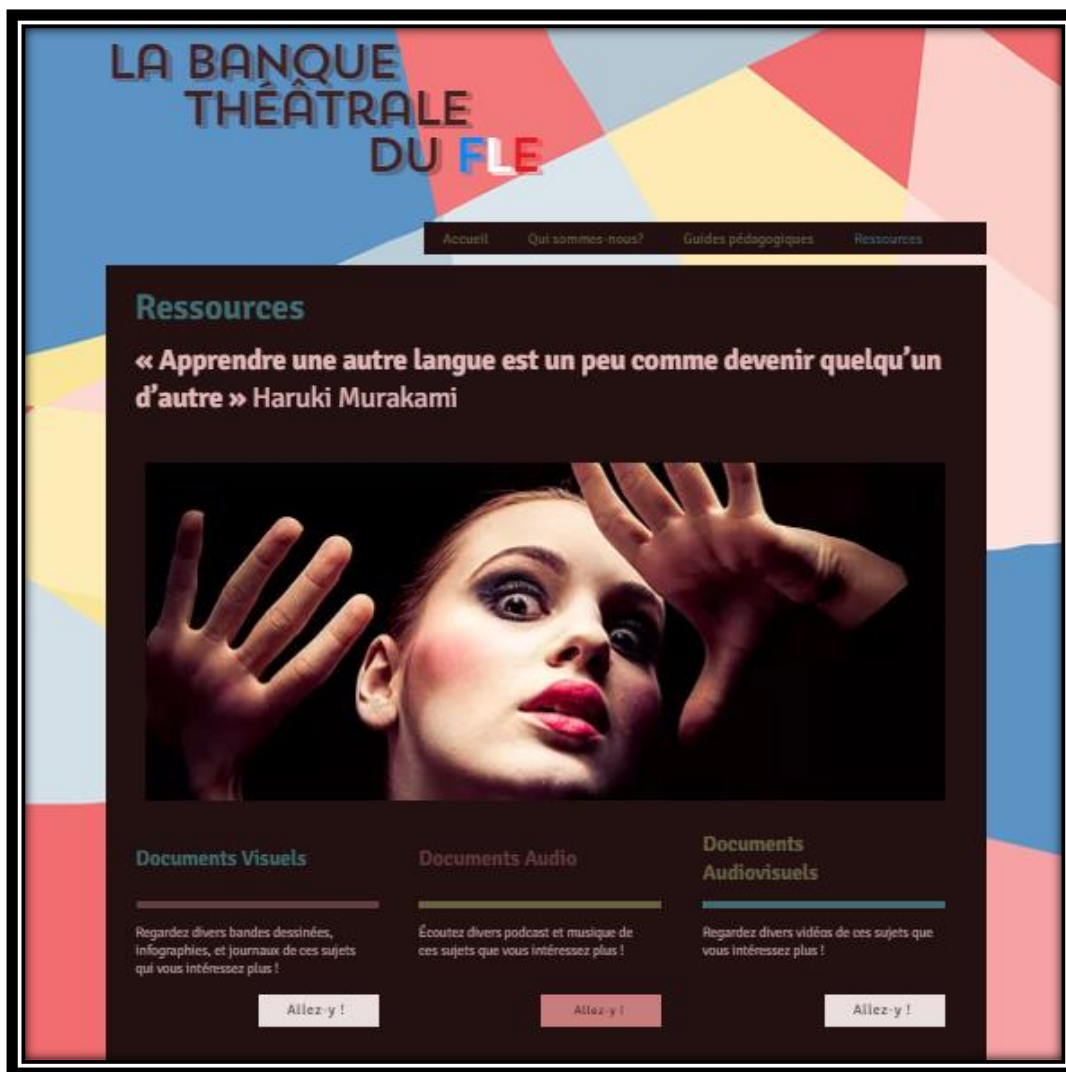 LA BANQUE
THÉÂTRALE
DU FLE
Accueil Qui sommes-nous? Guides pédagogiques Ressources
Ressources
« Apprendre une autre langue est un peu comme devenir quelqu’un
d’autre » Haruki Murakami
Documents Visuels
Regardez divers bandes dessinées,
infographies, et journaux de ces sujets
qui vous intéressez plus !
Allez-y !
Documents Audio
Écoutez divers podcast et musique de
ces sujets que vous intéressez plus !
Allez-y !
Documents
Audiovisuels
Regardez divers vidéos de ces sujets que
vous intéressez plus !
Allez-y !